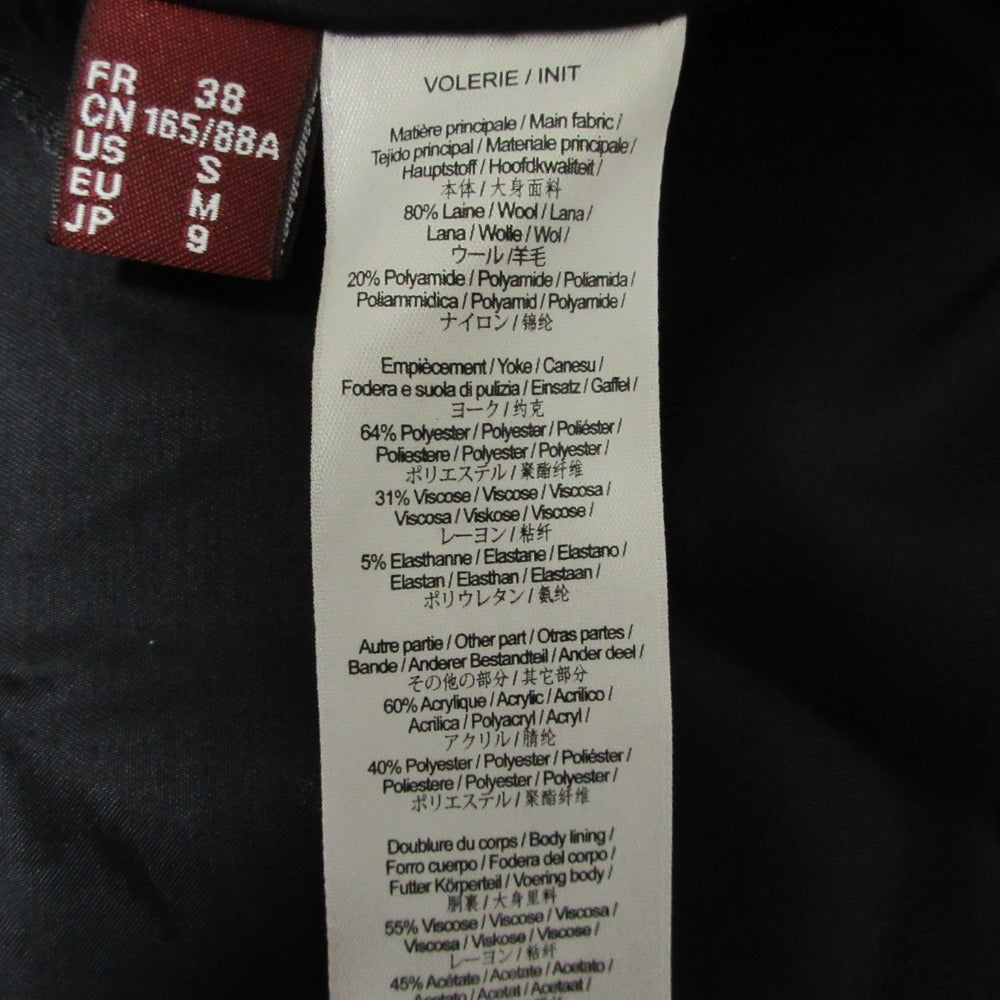 FR 38
CN 165/88A
US S
EU M
JP 9
VOLERIE / INIT
Matière principale / Main fabric /
Tejido principal / Materiale principale/
Hauptstoff / Hoofdkwaliteit /
本体 / 大身面料
80% Laine / Wool / Lana /
Lana / Wolle / Wol /
ウール / 羊毛
20% Polyamide / Polyamide / Poliamida /
Poliammidica / Polyamid / Polyamide /
ナイロン / 锦纶
Empiècement / Yoke / Canesu /
Fodera e suola di pulizia / Einsatz / Gaffel /
ヨーク / 约克
64% Polyester / Polyester / Poliéster /
Poliestere / Polyester / Polyester /
ポリエステル / 聚酯纤维
31% Viscose / Viscose / Viscosa /
Viscosa / Viskose / Viscose /
レーヨン / 粘纤
5% Elasthanne / Elastane / Elastano /
Elastan / Elasthan / Elastaan /
ポリウレタン / 氨纶
Autre partie / Other part / Otras partes /
Bande / Anderer Bestandteil / Ander deel /
その他の部分 / 其它部分
60% Acrylique / Acrylic / Acrilico /
Acrilica / Polyacryl / Acryl /
アクリル / 腈纶
40% Polyester / Polyester / Poliéster /
Poliestere / Polyester / Polyester /
ポリエステル / 聚酯纤维
Doublure du corps / Body lining /
Forro cuerpo / Fodera del corpo /
Futter Körperteil / Voering body /
胴裏 / 大身里料
55% Viscose / Viscose / Viscosa /
Viscosa / Viskose / Viscose /
レーヨン / 粘纤
45% Acétate / Acetate / Acetato /
Acetato / Acetat / Acetaat /